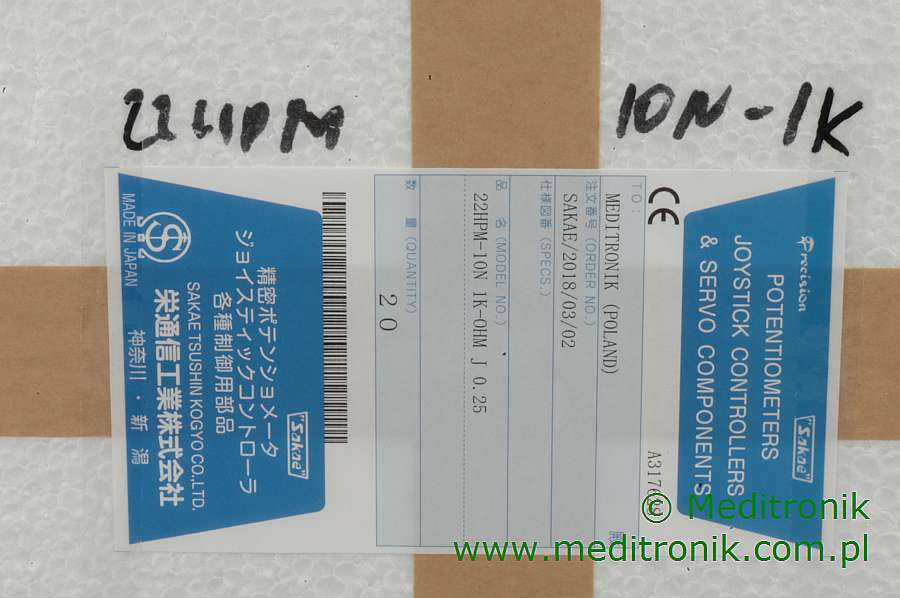 22HPM 10N-1K
Precision
POTENTIOMETERS
JOYSTICK CONTROLLERS
& SERVO COMPONENTS
"Sakae"
CE
TO:
MEDITRONIK (POLAND)
注文番号 (ORDER NO.)
SAKAE/2018/03/02
仕様図番 (SPECS.)
品 名 (MODEL NO.)
22HPM-10N 1K-OHM J 0.25
数 量 (QUANTITY)
20
"Sakae"
精密ポテンショメータ
ジョイスティックコントローラ
各種制御用部品
SAKAE TSUSHIN KOGYO CO.,LTD.
栄通信工業株式会社
神奈川・新潟
MADE IN JAPAN
© Meditronik
www.meditronik.com.pl